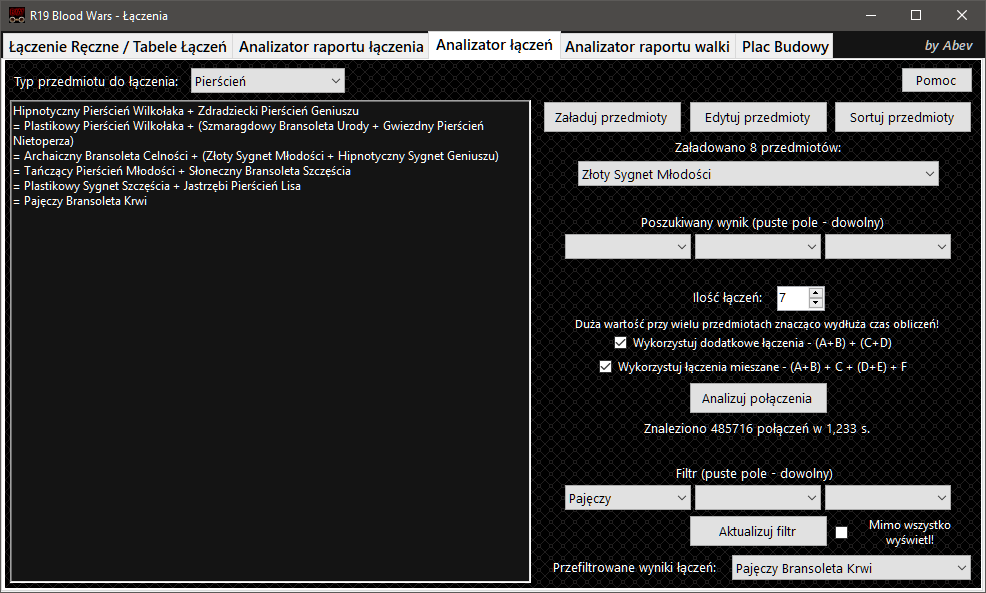 R19 Blood Wars - Łączenia
Łączenie Ręczne / Tabele Łączeń
Analizator raportu łączenia
Analizator łączeń
Analizator raportu walki
Plac Budowy
by Abev
Typ przedmiotu do łączenia:
Pierścień
Pomoc
Hipnotyczny Pierścień Wilkołaka + Zdradziecki Pierścień Geniuszu
= Plastikowy Pierścień Wilkołaka + (Szmaragdowy Bransoleta Urody + Gwiezdny Pierścień
Nietoperza)
= Archaiczny Bransoleta Celności + (Złoty Sygnet Młodości + Hipnotyczny Sygnet Geniuszu)
= Tańczący Pierścień Młodości + Słoneczny Bransoleta Szczęścia
= Plastikowy Sygnet Szczęścia + Jastrzębi Pierścień Lisa
= Pajęczy Bransoleta Krwi
Załaduj przedmioty
Edytuj przedmioty
Sortuj przedmioty
Załadowano 8 przedmiotów:
Złoty Sygnet Młodości
Poszukiwany wynik (puste pole - dowolny)
Ilość łączeń:
7
Duża wartość przy wielu przedmiotach znacząco wydłuża czas obliczeń!
Wykorzystuj dodatkowe łączenia - (A+B) + (C+D)
Wykorzystuj łączenia mieszane - (A+B) + C + (D+E) + F
Analizuj połączenia
Znaleziono 485716 połączeń w 1,233 s.
Filtr (puste pole - dowolny)
Pajęczy
Aktualizuj filtr
Mimo wszystko
wyświetl!
Przefiltrowane wyniki łączeń:
Pajęczy Bransoleta Krwi